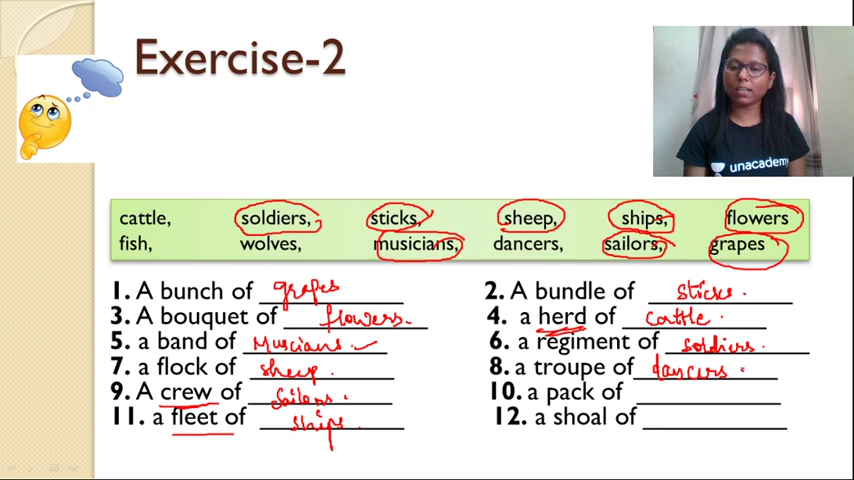 Exercise-2
unacademy
cattle, soldiers, sticks, sheep, ships, flowers
fish, wolves, musicians, dancers, sailors, grapes
1. A bunch of grapes 2. A bundle of sticks.
3. A bouquet of flowers. 4. a herd of cattle.
5. a band of Muscians 6. a regiment of soldiers.
7. a flock of sheep. 8. a troupe of dancers.
9. A crew of Sailors. 10. a pack of
11. a fleet of ships. 12. a shoal of